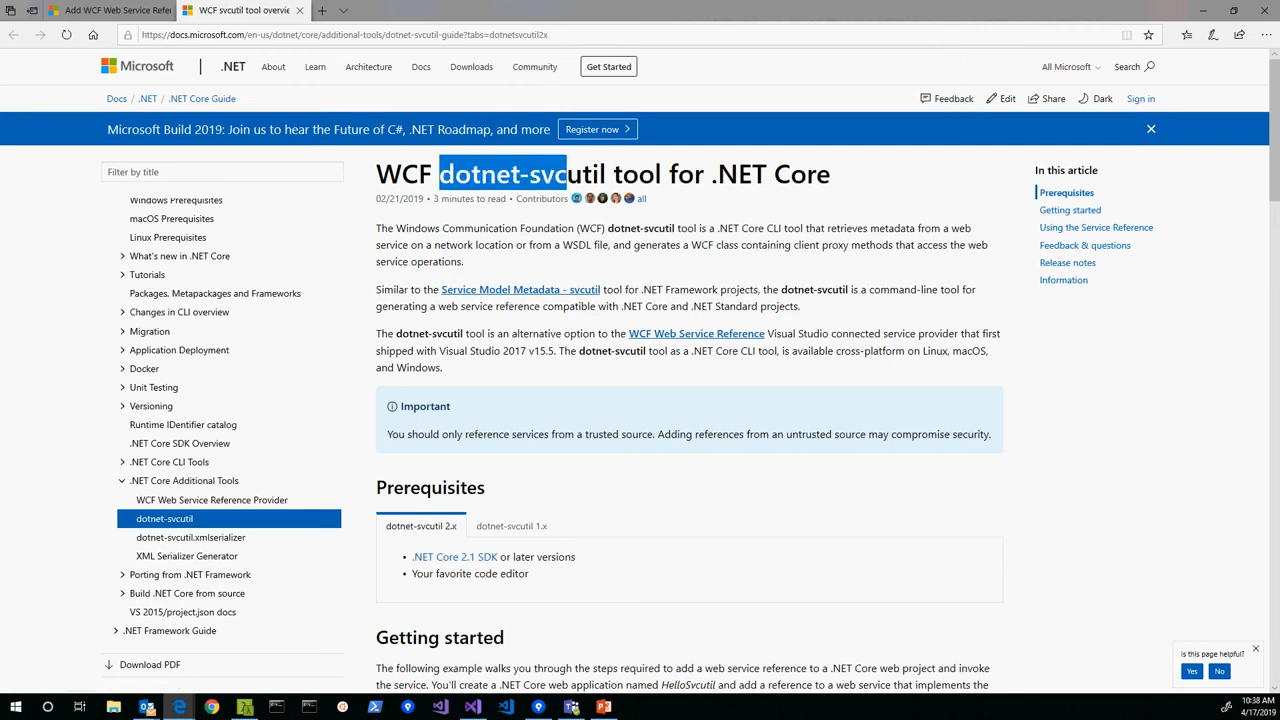 Add WCF Web Service Refer
WCF svcutil tool overvie
https://docs.microsoft.com/en-us/dotnet/core/additional-tools/dotnet-svcutil-guide?tabs=dotnetsvcutil2x
Microsoft
.NET
About
Learn
Architecture
Docs
Downloads
Community
Get Started
All Microsoft
Search
Docs / .NET / .NET Core Guide
Feedback
Edit
Share
Dark
Sign in
Microsoft Build 2019: Join us to hear the Future of C#, .NET Roadmap, and more
Register now
Filter by title
Windows Prerequisites
macOS Prerequisites
Linux Prerequisites
What's new in .NET Core
Tutorials
Packages, Metapackages and Frameworks
Changes in CLI overview
Migration
Application Deployment
Docker
Unit Testing
Versioning
Runtime IDentifier catalog
.NET Core SDK Overview
.NET Core CLI Tools
.NET Core Additional Tools
WCF Web Service Reference Provider
dotnet-svcutil
dotnet-svcutil.xmlserializer
XML Serializer Generator
Porting from .NET Framework
Build .NET Core from source
VS 2015/project.json docs
.NET Framework Guide
Download PDF
WCF dotnet-svcutil tool for .NET Core
02/21/2019 • 3 minutes to read • Contributors all
The Windows Communication Foundation (WCF) dotnet-svcutil tool is a .NET Core CLI tool that retrieves metadata from a web
service on a network location or from a WSDL file, and generates a WCF class containing client proxy methods that access the web
service operations.
Similar to the Service Model Metadata - svcutil tool for .NET Framework projects, the dotnet-svcutil is a command-line tool for
generating a web service reference compatible with .NET Core and .NET Standard projects.
The dotnet-svcutil tool is an alternative option to the WCF Web Service Reference Visual Studio connected service provider that first
shipped with Visual Studio 2017 v15.5. The dotnet-svcutil tool as a .NET Core CLI tool, is available cross-platform on Linux, macOS,
and Windows.
Important
You should only reference services from a trusted source. Adding references from an untrusted source may compromise security.
Prerequisites
dotnet-svcutil 2.x
dotnet-svcutil 1.x
• .NET Core 2.1 SDK or later versions
• Your favorite code editor
Getting started
The following example walks you through the steps required to add a web service reference to a .NET Core web project and invoke
the service. You'll create a .NET Core web application named HelloSvcutil and add a reference to a web service that implements the
In this article
Prerequisites
Getting started
Using the Service Reference
Feedback & questions
Release notes
Information
Is this page helpful?
Yes
No
10:38 AM
4/17/2019